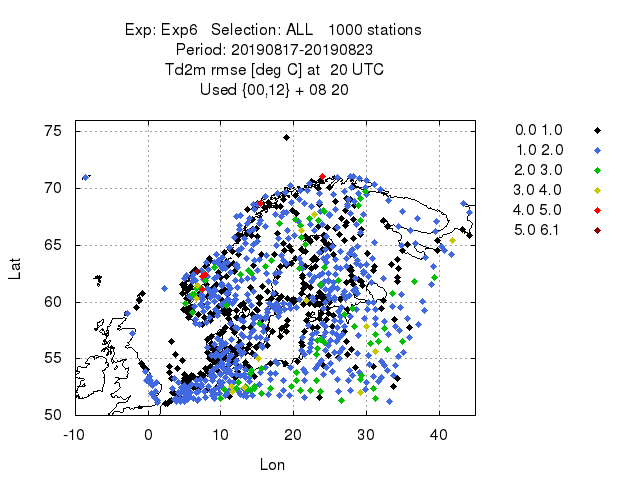 Exp: Exp6 Selection: ALL 1000 stations
Period: 20190817-20190823
Td2m rmse [deg C] at 20 UTC
Used {00,12} + 08 20
75
70
65
60
55
50
Lat
-10 0 10 20 30 40
Lon
0.0 1.0
1.0 2.0
2.0 3.0
3.0 4.0
4.0 5.0
5.0 6.1